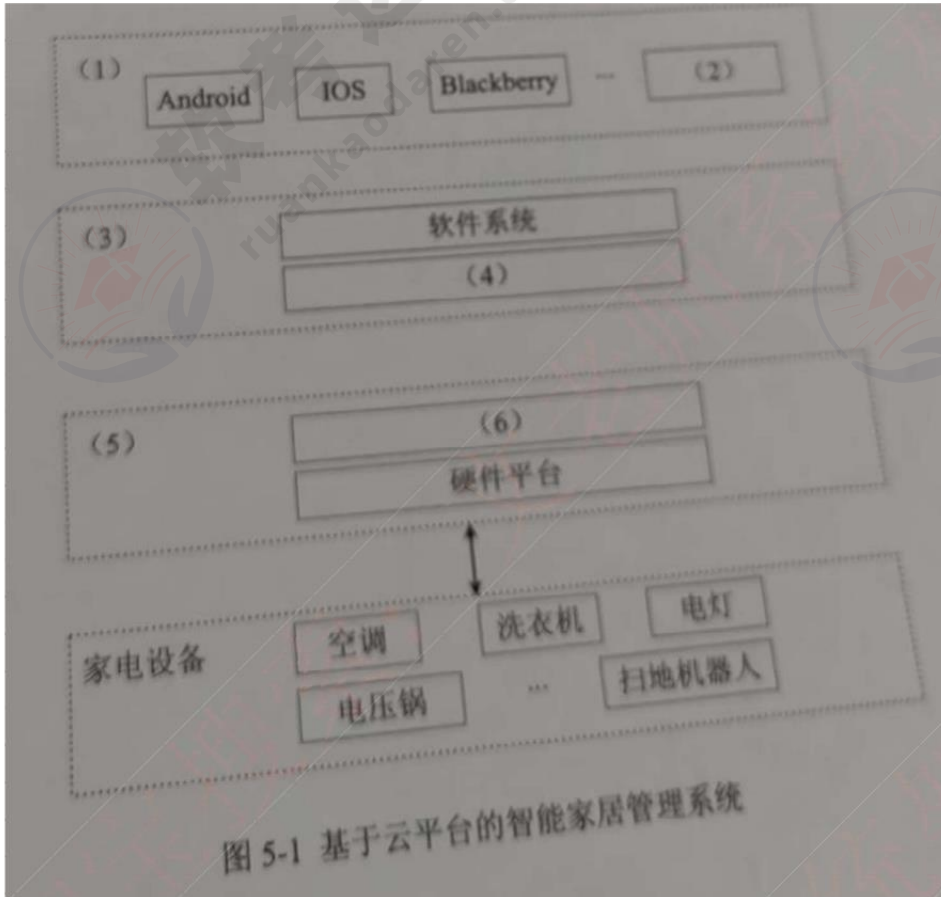 (1) Android IOS Blackberry ... (2)
(3) 软件系统
(4)
(5) (6)
硬件平台
家电设备 空调 洗衣机 电灯
电压锅 ... 扫地机器人
图 5-1 基于云平台的智能家居管理系统